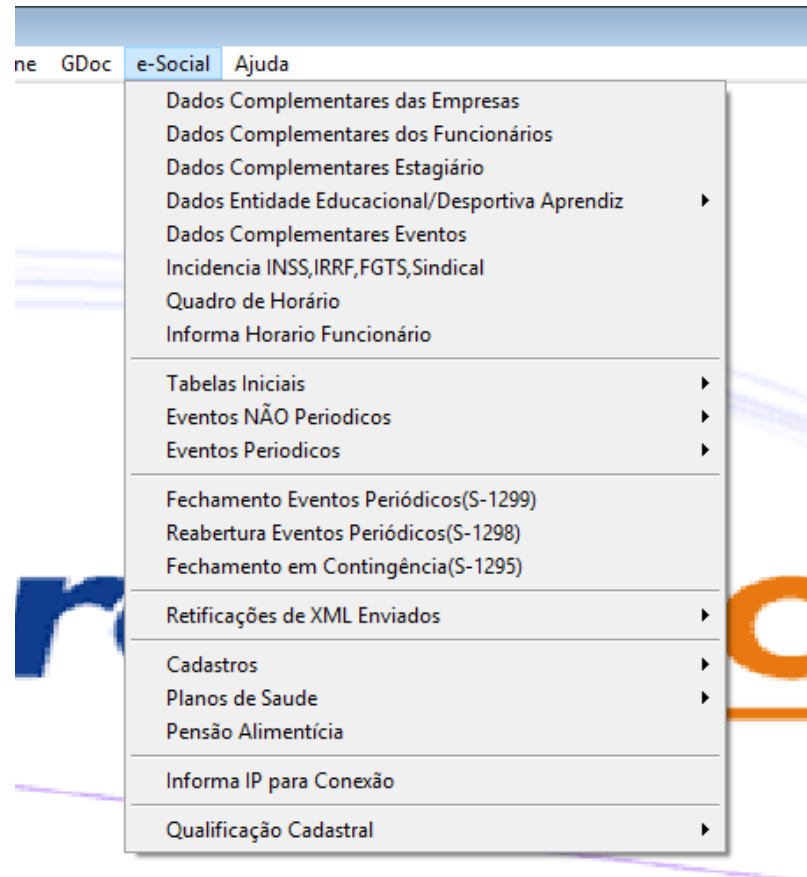 ne GDoc e-Social Ajuda
Dados Complementares das Empresas
Dados Complementares dos Funcionários
Dados Complementares Estagiário
Dados Entidade Educacional/Desportiva Aprendiz
Dados Complementares Eventos
Incidencia INSS,IRRF,FGTS,Sindical
Quadro de Horário
Informa Horario Funcionário
Tabelas Iniciais
Eventos NÃO Periodicos
Eventos Periodicos
Fechamento Eventos Periódicos(S-1299)
Reabertura Eventos Periódicos(S-1298)
Fechamento em Contingência(S-1295)
Retificações de XML Enviados
Cadastros
Planos de Saude
Pensão Alimentícia
Informa IP para Conexão
Qualificação Cadastral